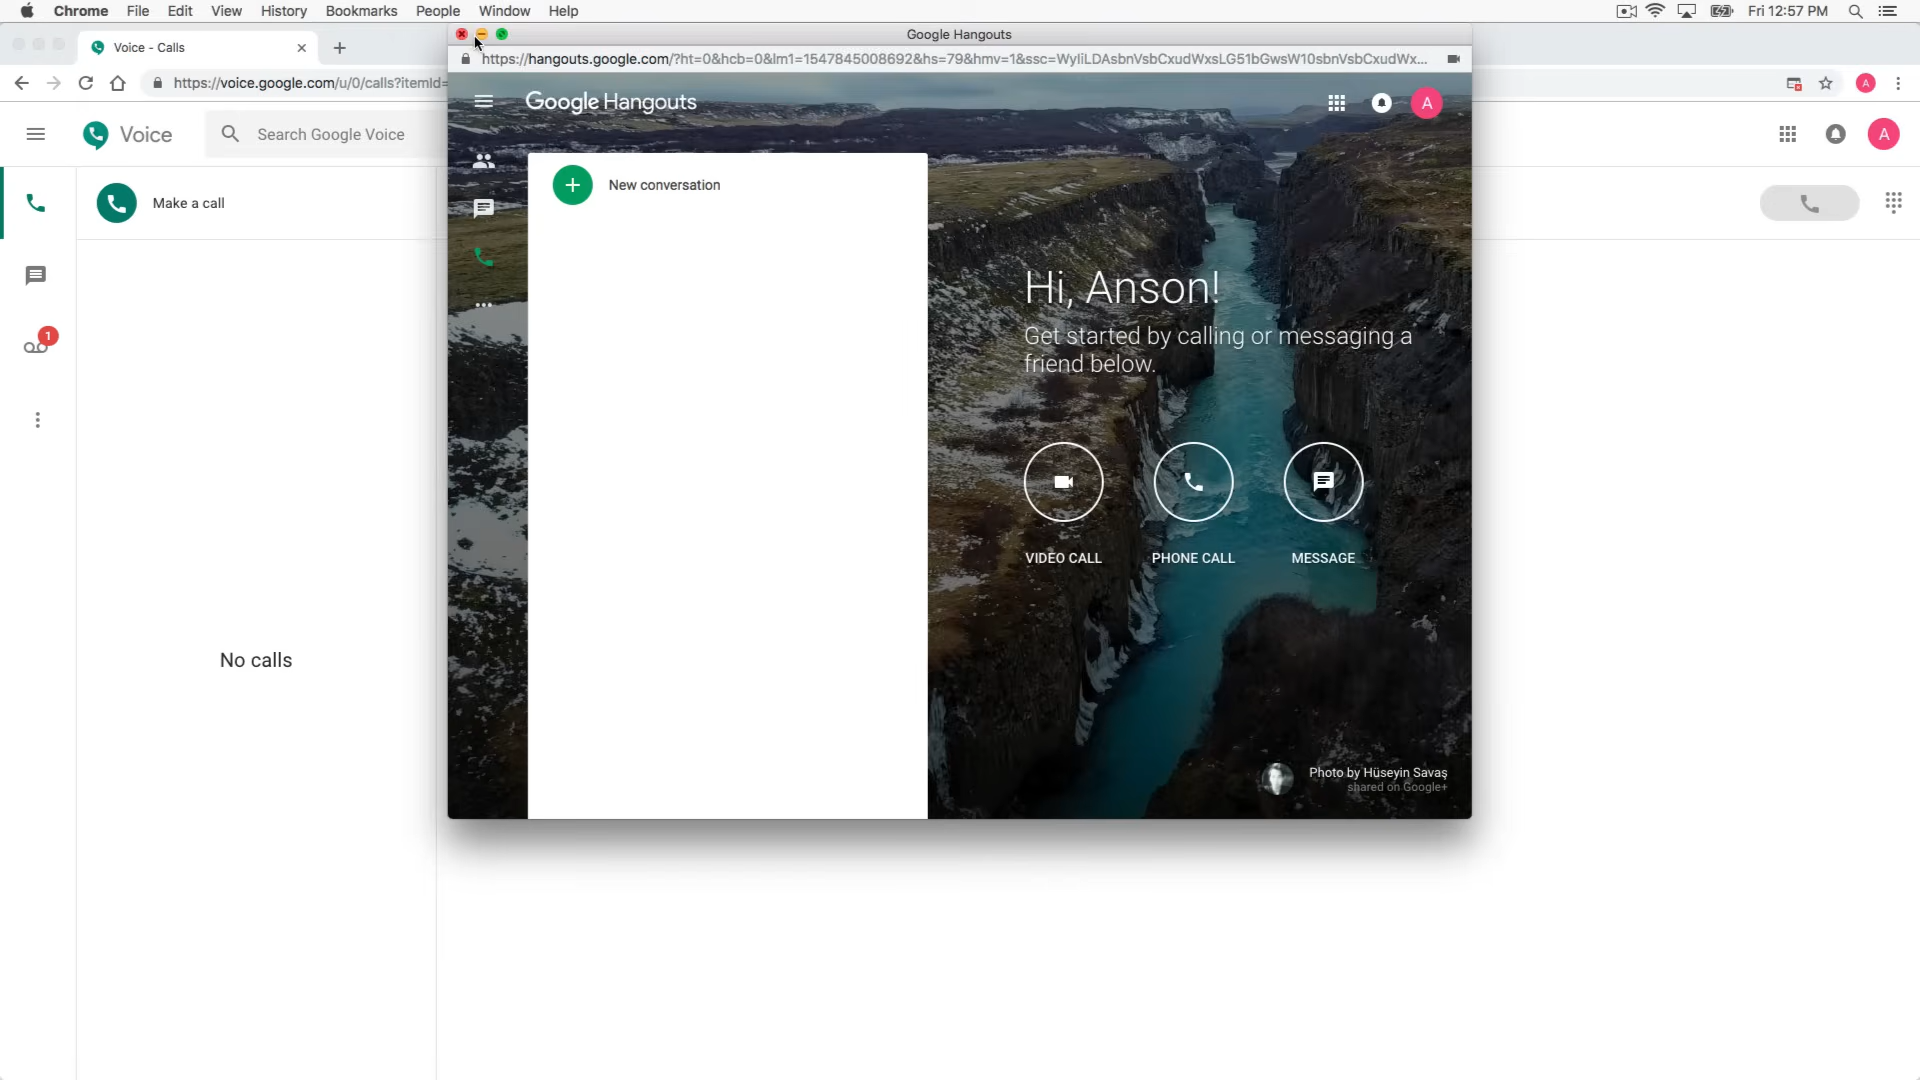 Chrome File Edit View History Bookmarks People Window Help Fri 12:57 PM
Voice - Calls
Google Hangouts
https://voice.google.com/u/0/calls?itemId=
https://hangouts.google.com/?ht=0&hcb=0&lm1=1547845008692&hs=79&hmv=1&ssc=WyIiLDAsbnVsbCxudWxsLG51bGwsW10sbnVsbCxudWx...
A
Voice
Search Google Voice
A
Google Hangouts
A
Make a call
1
No calls
New conversation
Hi, Anson!
Get started by calling or messaging a
friend below.
VIDEO CALL PHONE CALL MESSAGE
Photo by Hüseyin Savaş
shared on Google+